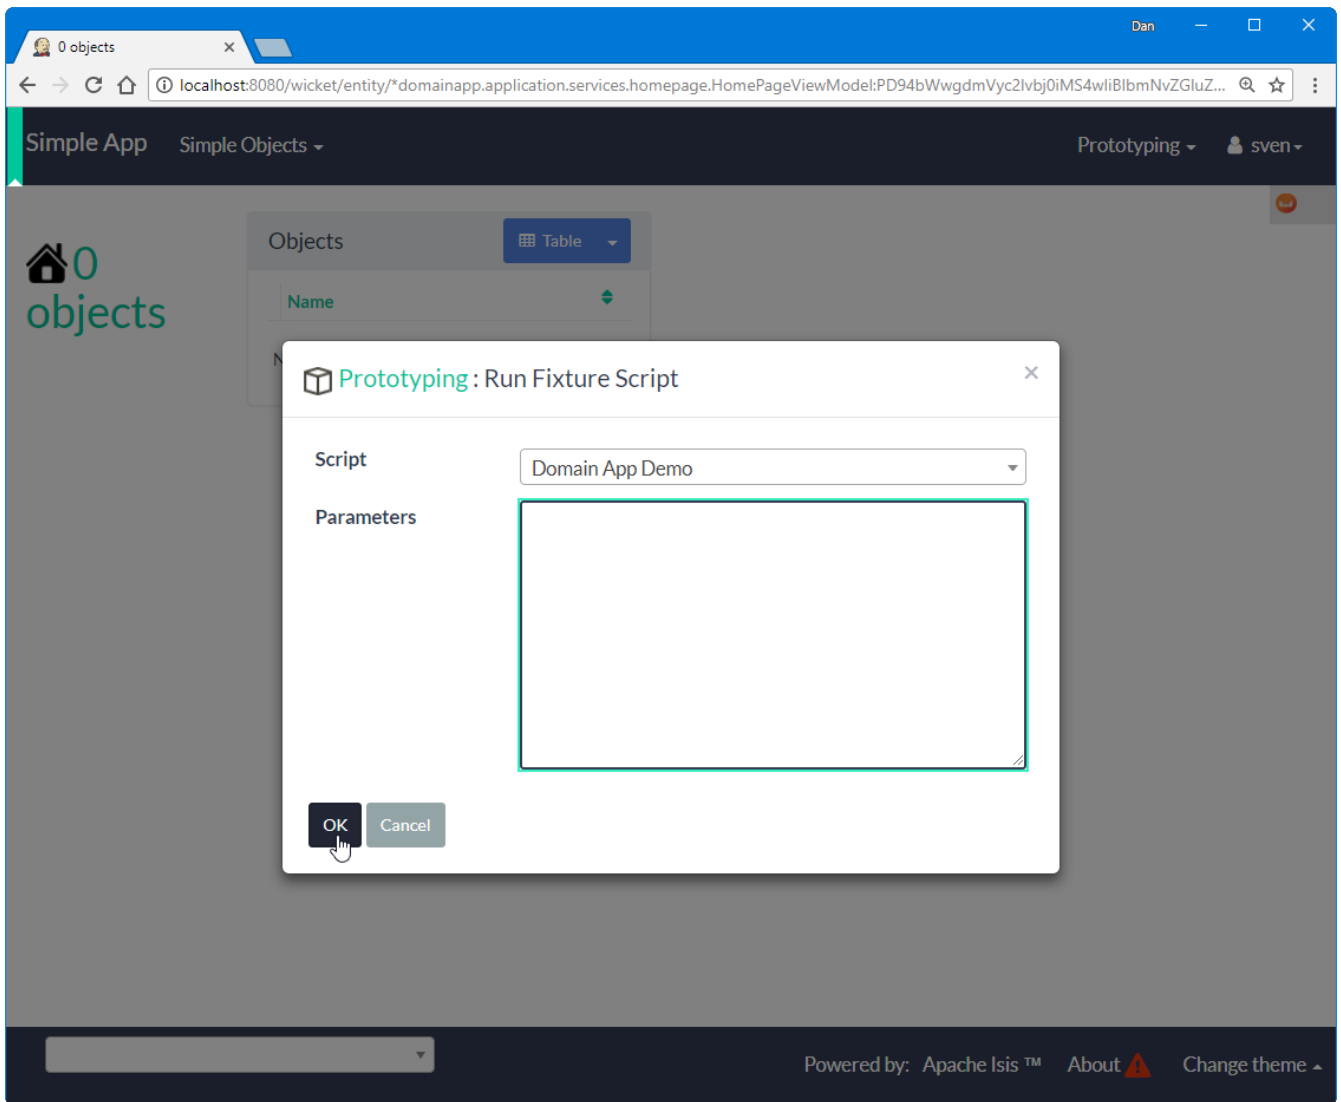 Dan
0 objects
localhost:8080/wicket/entity/*domainapp.application.services.homepage.HomePageViewModel:PD94bWwgdmVyc2lvbj0iMS4wIiBlbmNvZGluZ...
Simple App Simple Objects Prototyping sven
Objects Table
0
objects
Name
N
Prototyping : Run Fixture Script
Script Domain App Demo
Parameters
OK Cancel
Powered by: Apache Isis ™ About Change theme